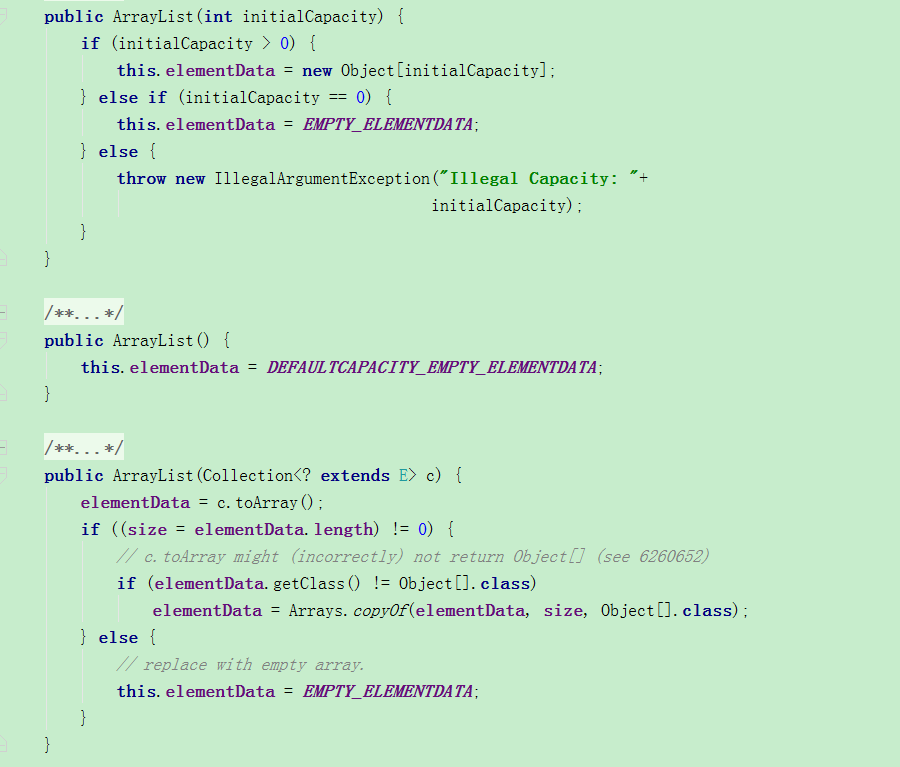 public ArrayList(int initialCapacity) {
if (initialCapacity > 0) {
this.elementData = new Object[initialCapacity];
} else if (initialCapacity == 0) {
this.elementData = EMPTY_ELEMENTDATA;
} else {
throw new IllegalArgumentException("Illegal Capacity: "+
initialCapacity);
}
}
/**...*/
public ArrayList() {
this.elementData = DEFAULTCAPACITY_EMPTY_ELEMENTDATA;
}
/**...*/
public ArrayList(Collection<? extends E> c) {
elementData = c.toArray();
if ((size = elementData.length) != 0) {
// c.toArray might (incorrectly) not return Object[] (see 6260652)
if (elementData.getClass() != Object[].class)
elementData = Arrays.copyOf(elementData, size, Object[].class);
} else {
// replace with empty array.
this.elementData = EMPTY_ELEMENTDATA;
}
}